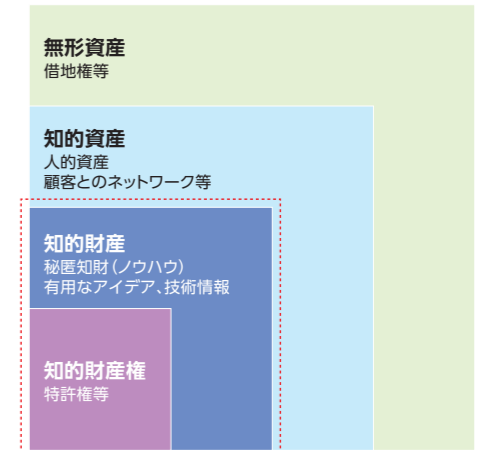 無形資産
借地権等
知的資産
人的資産
顧客とのネットワーク等
知的財産
秘匿知財（ノウハウ）
有用なアイデア、技術情報
知的財産権
特許権等